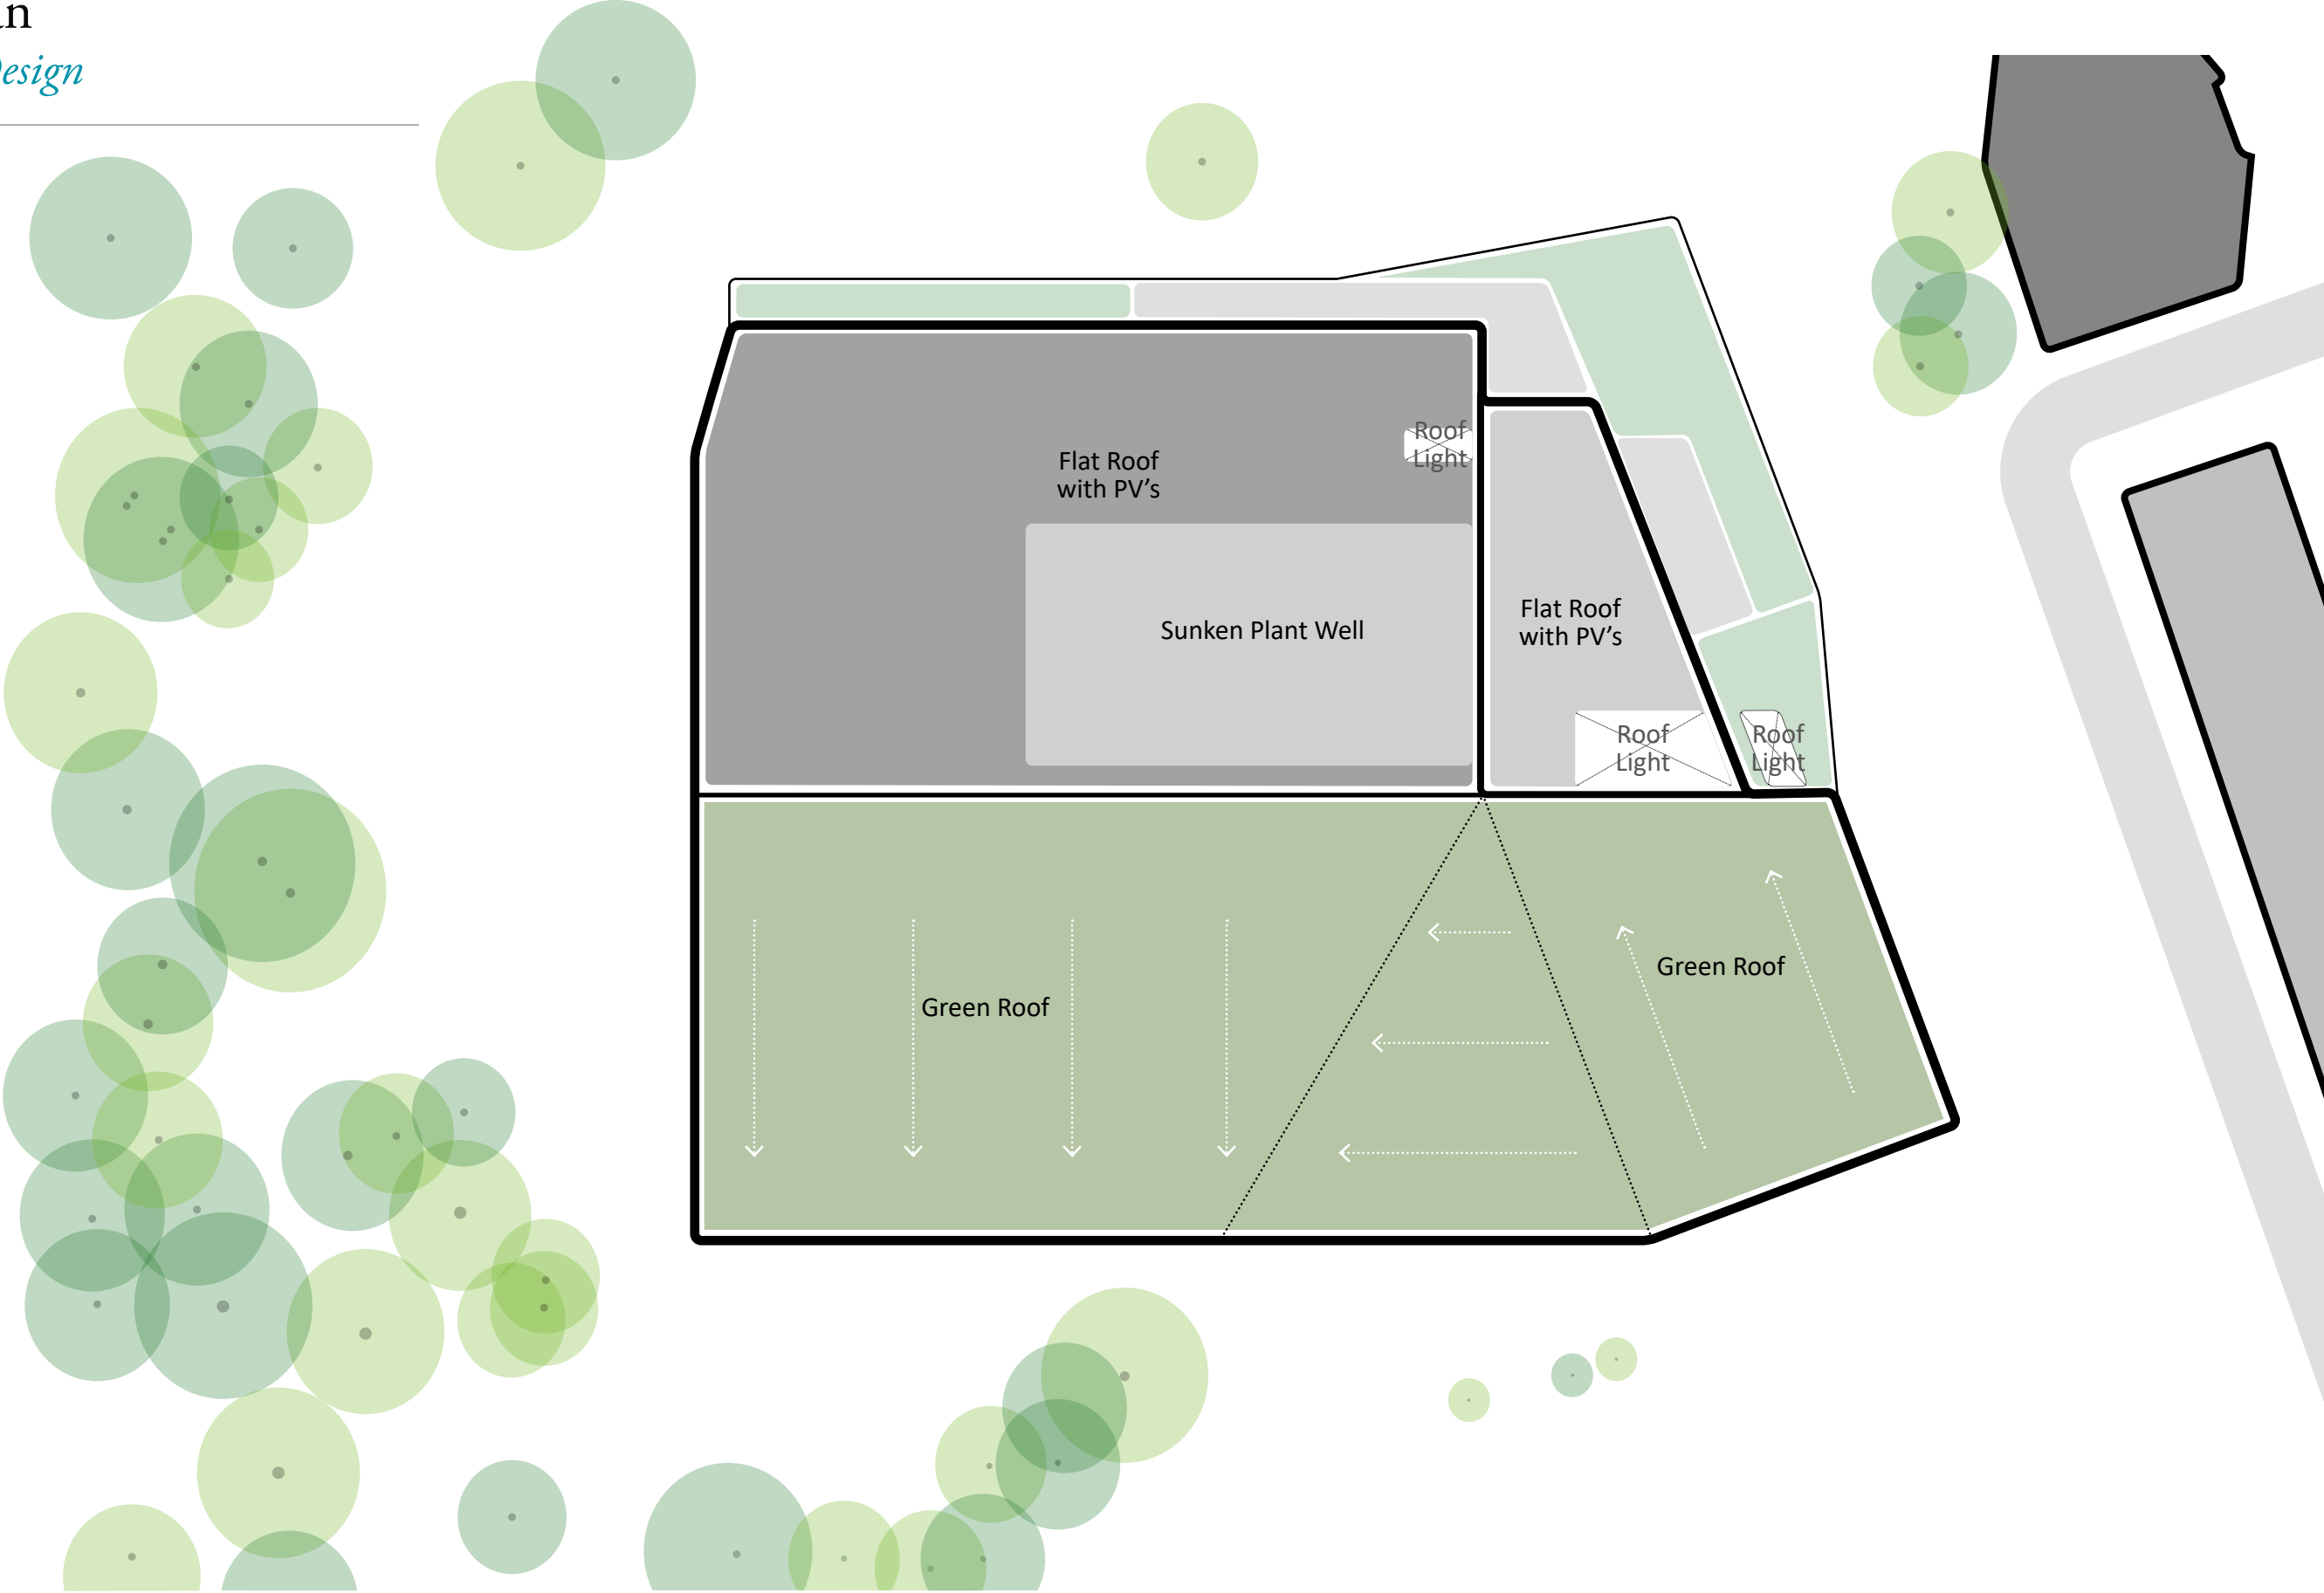 Roof
Light
Flat Roof
with PV's
Sunken Plant Well
Flat Roof
with PV's
Roof
Light
Roof
Light
Green Roof
Green Roof